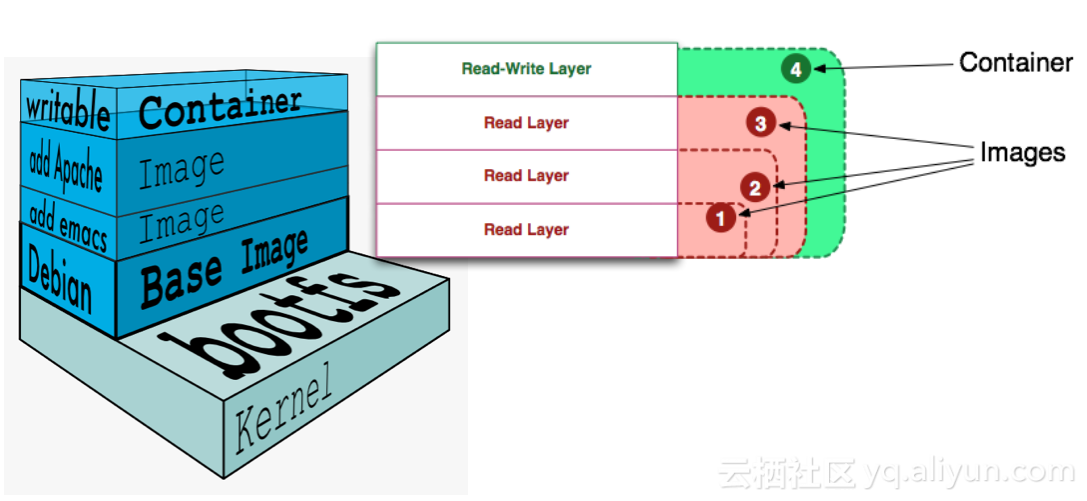 writable Container
add Apache Image
add emacs Image
Debian Base Image
bootfs
Kernel
Read-Write Layer
Read Layer
Read Layer
Read Layer
4
3
2
1
Container
Images
云栖社区 yq.aliyun.com